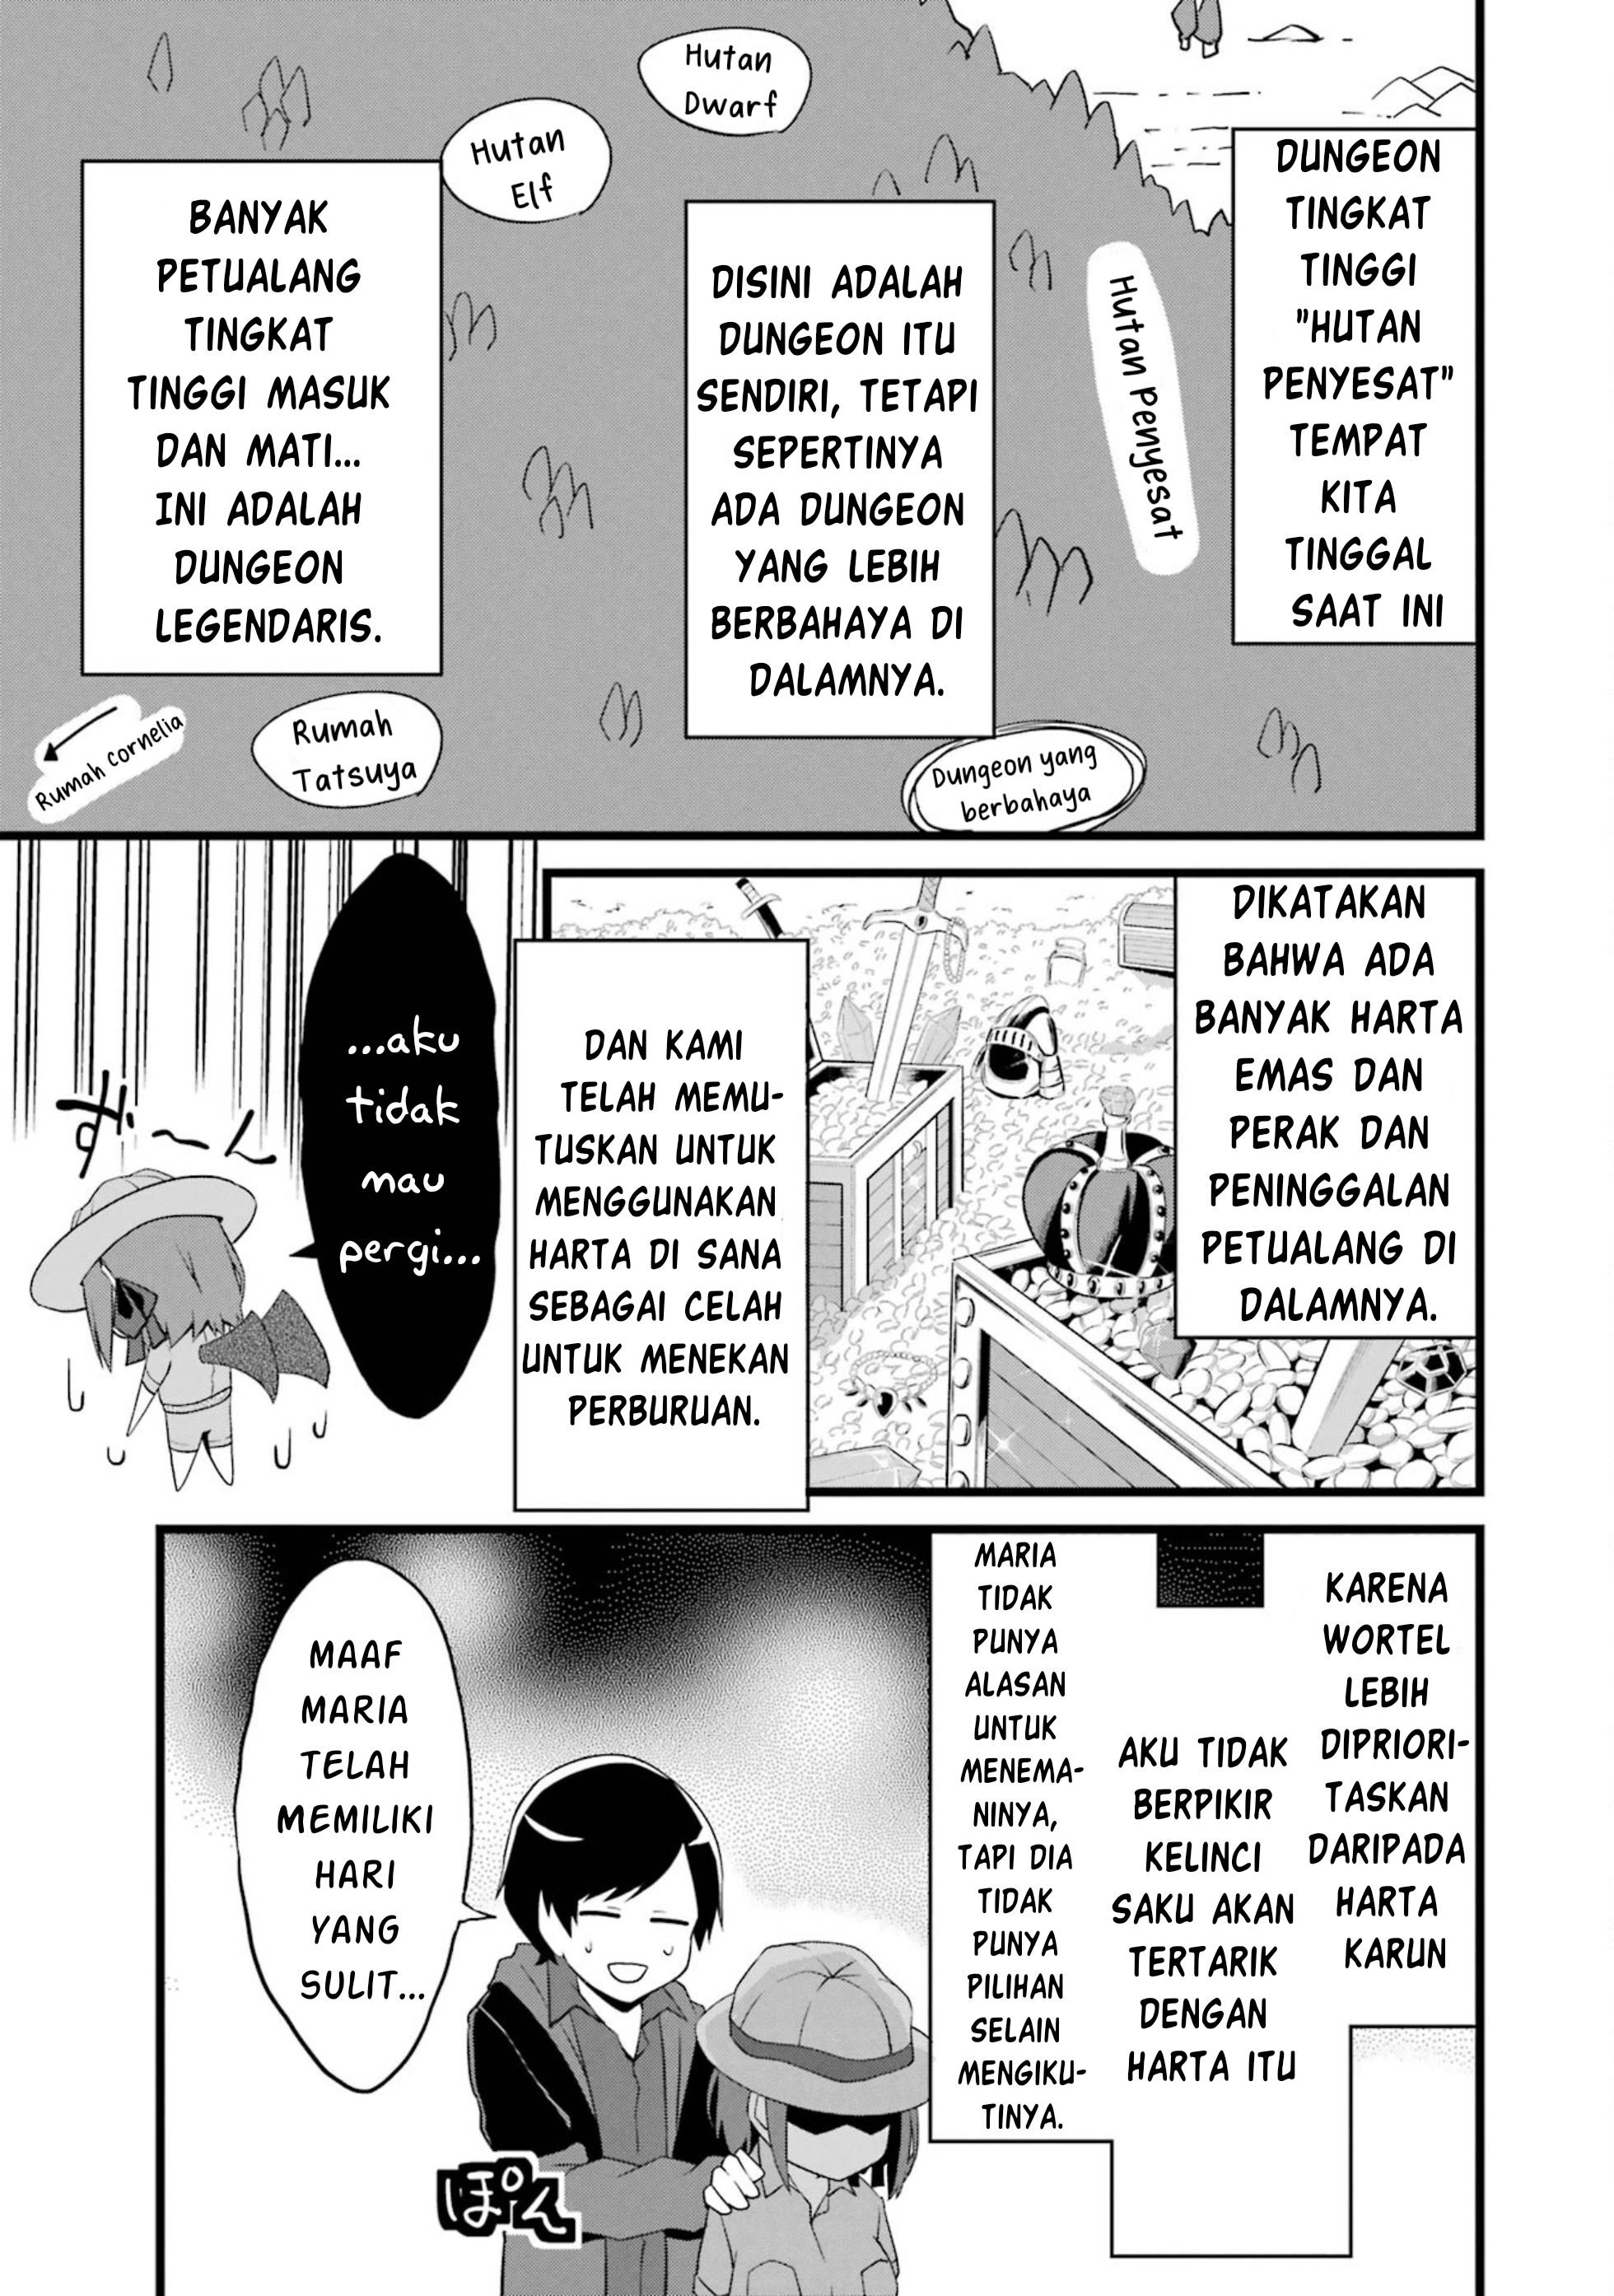 DUNGEON
TINGKAT
TINGGI
"HUTAN
PENYESAT"
TEMPAT
KITA
TINGGAL
SAAT INI
Hutan
Dwarf
Hutan Penyesat
DISINI ADALAH
DUNGEON ITU
SENDIRI, TETAPI
SEPERTINYA
ADA DUNGEON
YANG LEBIH
BERBAHAYA DI
DALAMNYA.
Dungeon yang
berbahaya
Hutan
Elf
BANYAK
PETUALANG
TINGKAT
TINGGI MASUK
DAN MATI...
INI ADALAH
DUNGEON
LEGENDARIS.
Rumah
Tatsuya
Rumah cornelia
DIKATAKAN
BAHWA ADA
BANYAK HARTA
EMAS DAN
PERAK DAN
PENINGGALAN
PETUALANG DI
DALAMNYA.
DAN KAMI
TELAH MEMU-
TUSKAN UNTUK
MENGGUNAKAN
HARTA DI SANA
SEBAGAI CELAH
UNTUK MENEKAN
PERBURUAN.
...aku
tidak
mau
pergi...
ず〜ん
KARENA
WORTEL
LEBIH
DIPRIORI-
TASKAN
DARIPADA
HARTA
KARUN
AKU TIDAK
BERPIKIR
KELINCI
SAKU AKAN
TERTARIK
DENGAN
HARTA ITU
MARIA
TIDAK
PUNYA
ALASAN
UNTUK
MENEMA-
NINYA,
TAPI DIA
TIDAK
PUNYA
PILIHAN
SELAIN
MENGIKU-
TINYA.
MAAF
MARIA
TELAH
MEMILIKI
HARI
YANG
SULIT...
ぽん